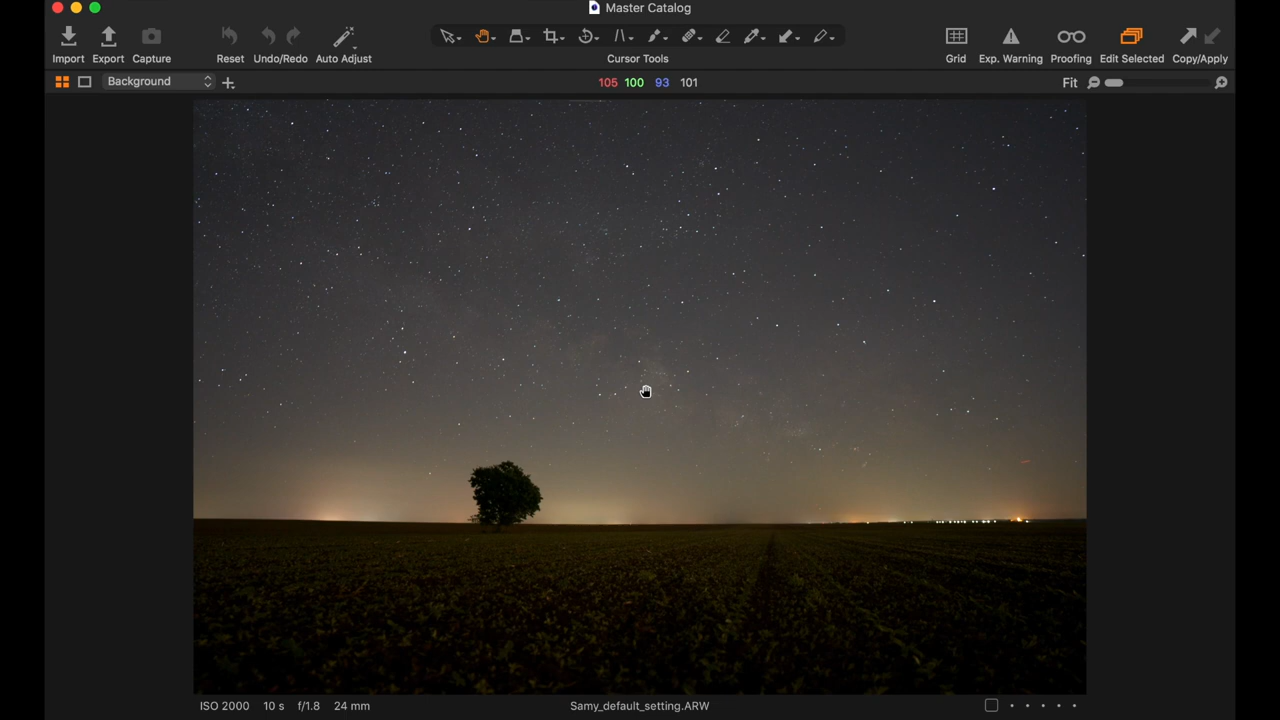 Master Catalog
Import Export Capture Reset Undo/Redo Auto Adjust Cursor Tools Grid Exp. Warning Proofing Edit Selected Copy/Apply
Background 105 100 93 101 Fit
ISO 2000 10 s f/1.8 24 mm Samy_default_setting.ARW